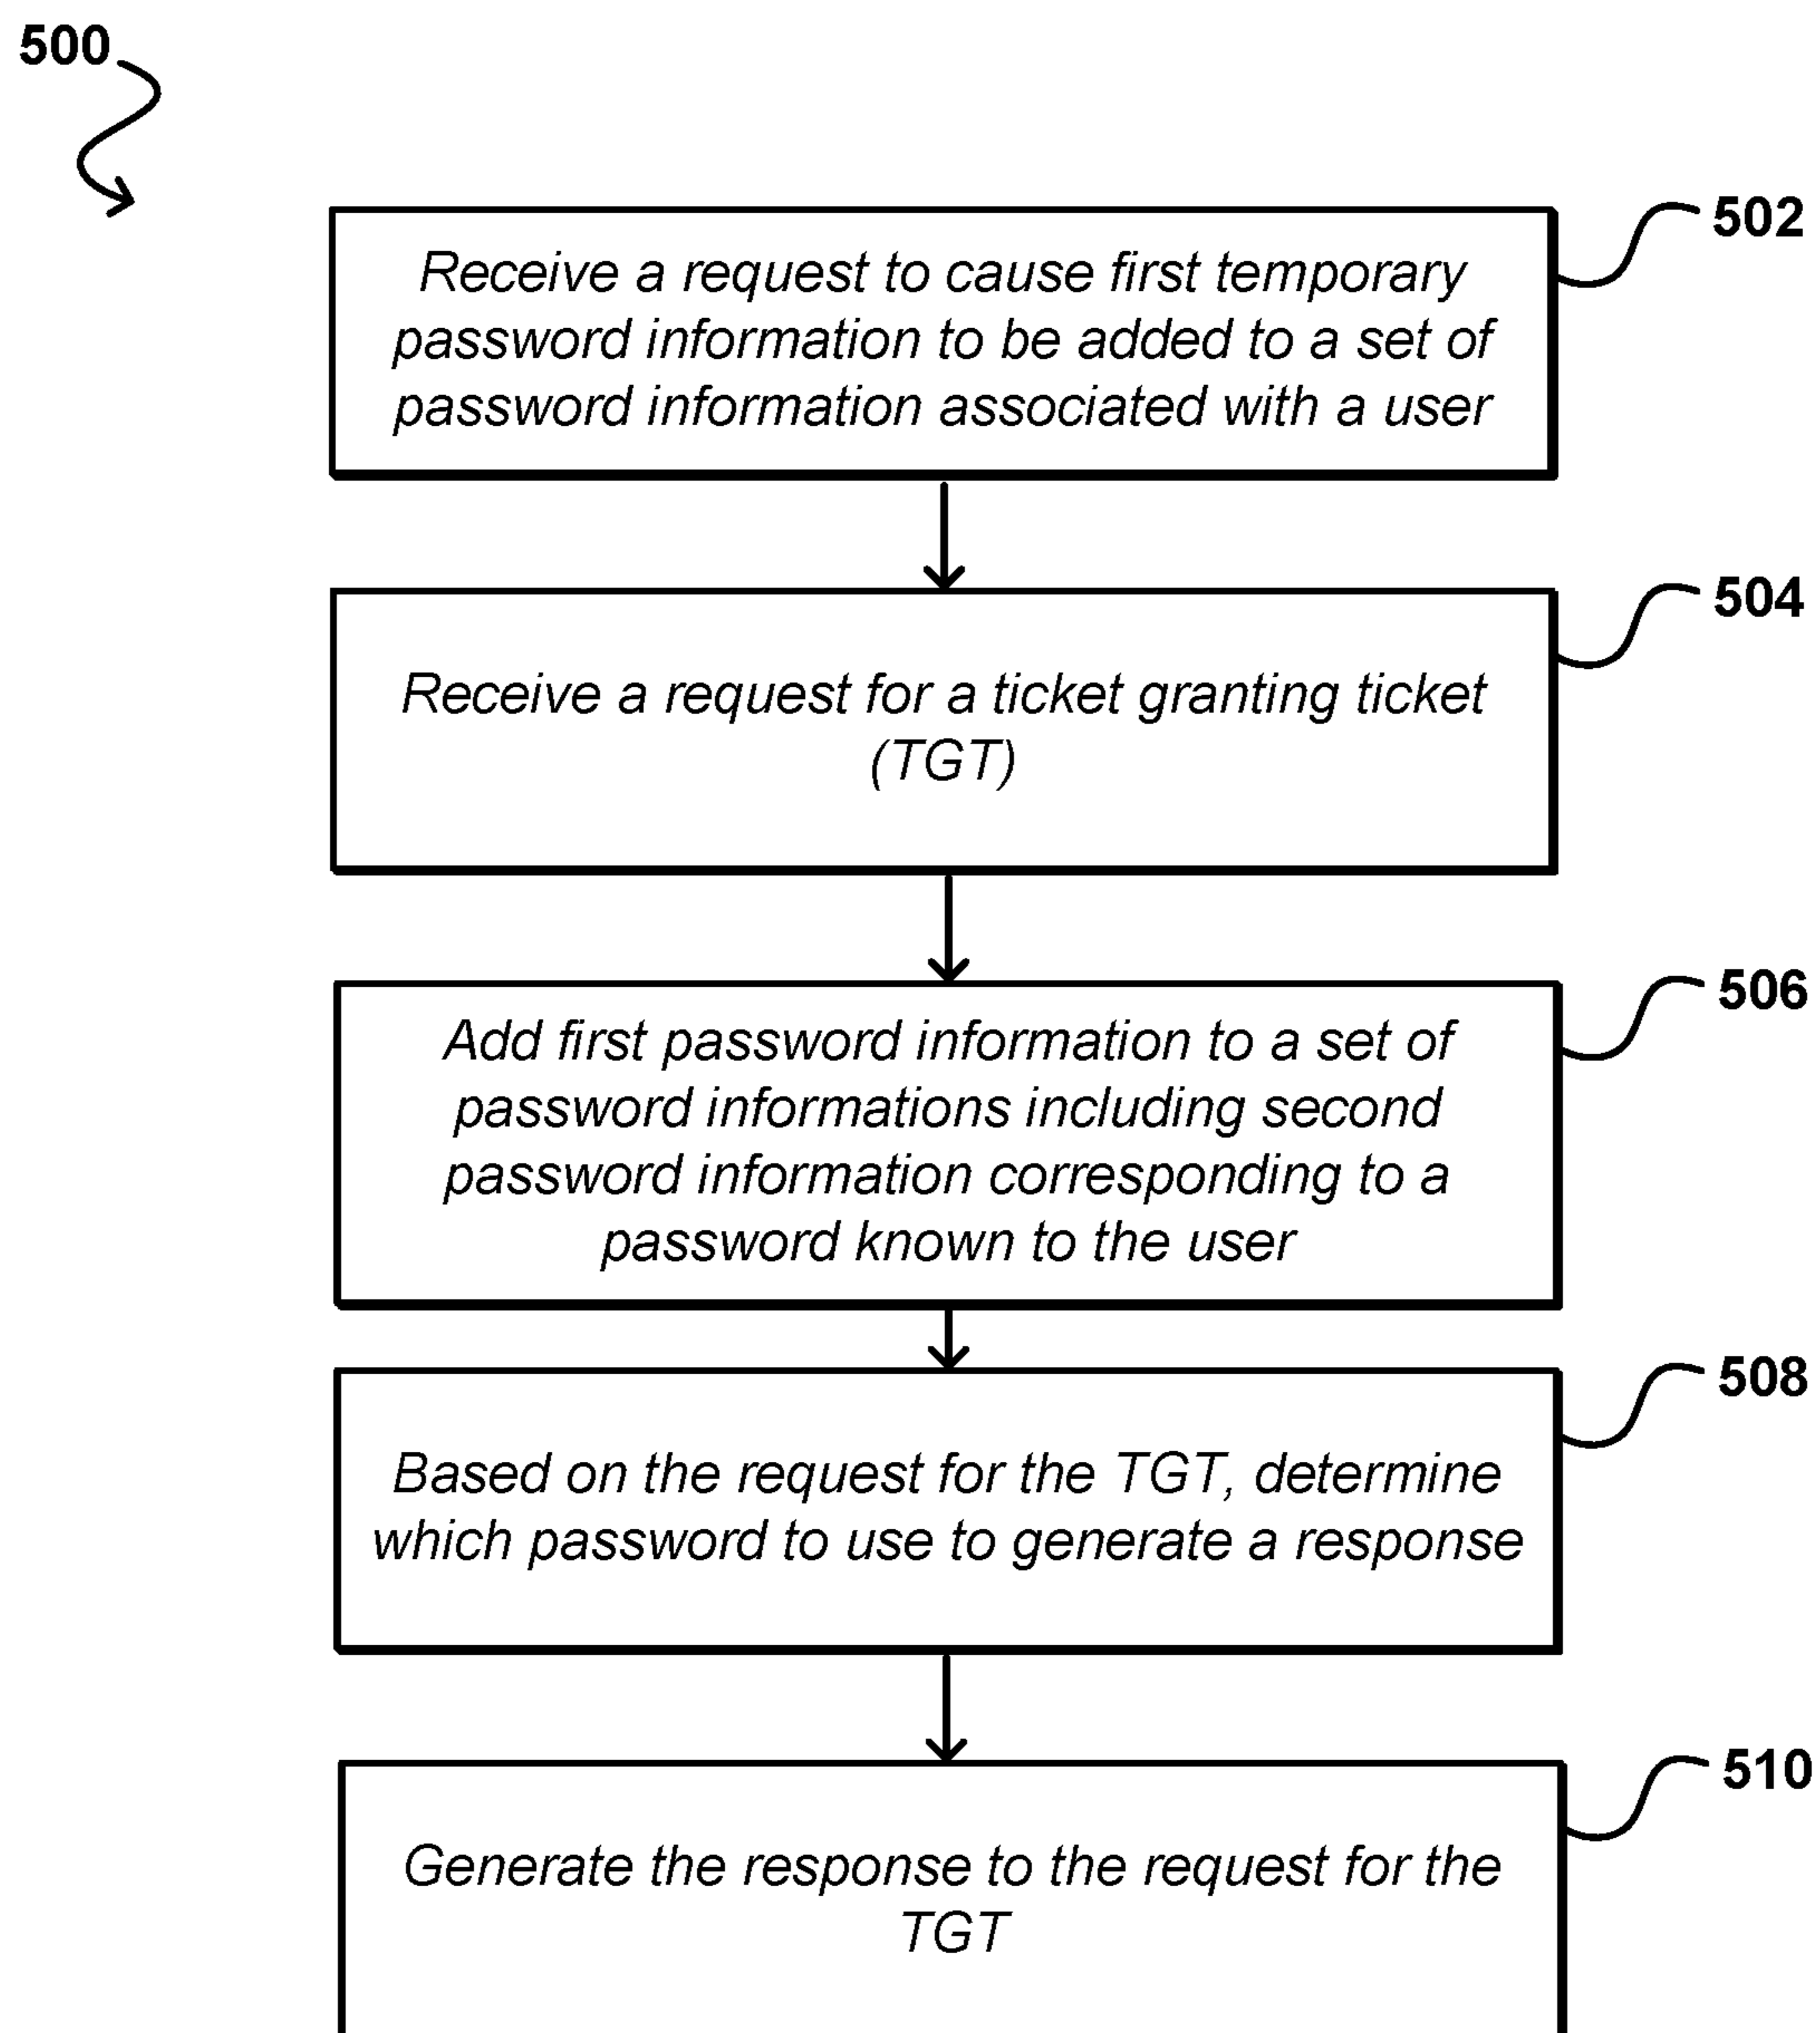 500
502
Receive a request to cause first temporary
password information to be added to a set of
password information associated with a user
504
Receive a request for a ticket granting ticket
(TGT)
506
Add first password information to a set of
password informations including second
password information corresponding to a
password known to the user
508
Based on the request for the TGT, determine
which password to use to generate a response
510
Generate the response to the request for the
TGT